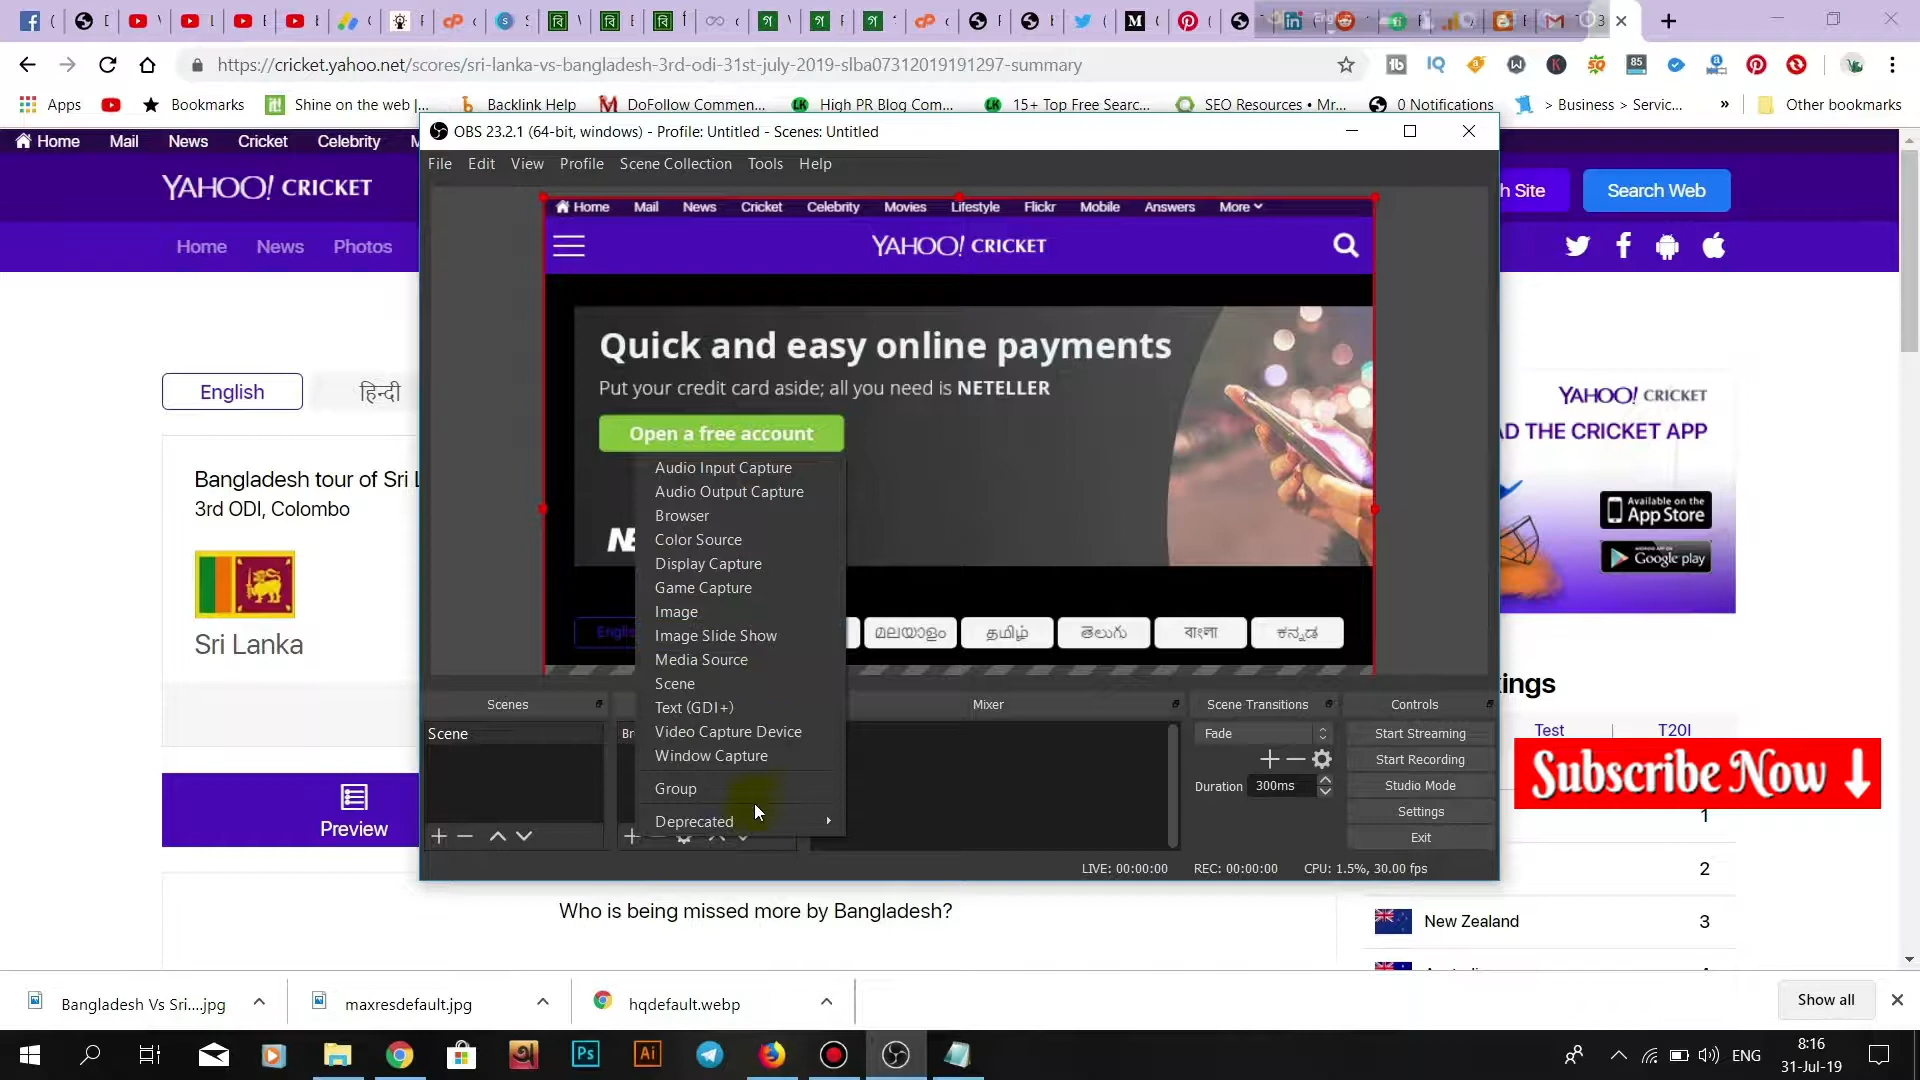 3
https://cricket.yahoo.net/scores/sri-lanka-vs-bangladesh-3rd-odi-31st-july-2019-slba07312019191297-summary
Apps
Bookmarks
Shine on the web |...
Backlink Help
DoFollow Commen...
High PR Blog Com...
15+ Top Free Searc...
SEO Resources • Mr...
0 Notifications
> Business > Servic...
»
Other bookmarks
Home Mail News Cricket Celebrity
YAHOO! CRICKET
Home News Photos
h Site
Search Web
English
हिन्दी
Bangladesh tour of Sri L
3rd ODI, Colombo
Sri Lanka
Preview
Who is being missed more by Bangladesh?
OBS 23.2.1 (64-bit, windows) - Profile: Untitled - Scenes: Untitled
File Edit View Profile Scene Collection Tools Help
Home Mail News Cricket Celebrity Movies Lifestyle Flickr Mobile Answers More
YAHOO! CRICKET
Quick and easy online payments
Put your credit card aside; all you need is NETELLER
Open a free account
NE
Englis
മലയാളം
தமிழ்
తెలుగు
বাংলা
ಕನ್ನಡ
Audio Input Capture
Audio Output Capture
Browser
Color Source
Display Capture
Game Capture
Image
Image Slide Show
Media Source
Scene
Text (GDI+)
Video Capture Device
Window Capture
Group
Deprecated
Scenes
Scene
Br
Mixer
Scene Transitions
Fade
Duration 300ms
Controls
Start Streaming
Start Recording
Studio Mode
Settings
Exit
LIVE: 00:00:00 REC: 00:00:00 CPU: 1.5%, 30.00 fps
YAHOO! CRICKET
AD THE CRICKET APP
Available on the
App Store
Google play
kings
Test | T20I
Subscribe Now
1
2
New Zealand 3
Bangladesh Vs Sri....jpg
maxresdefault.jpg
hqdefault.webp
Show all
Ps
Ai
ENG
8:16
31-Jul-19